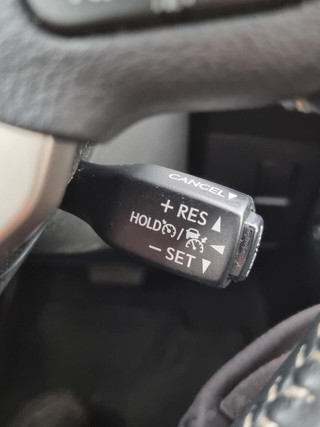 CANCEL
+ RES
HOLD /
- SET